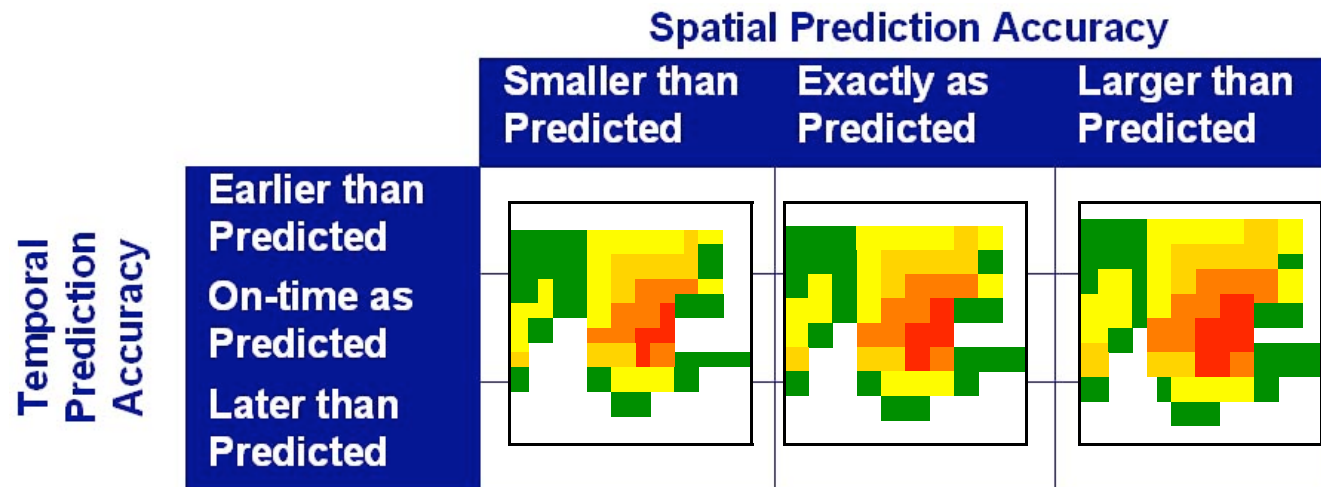 Spatial Prediction Accuracy
Smaller than
Predicted
Exactly as
Predicted
Larger than
Predicted
Temporal
Prediction
Accuracy
Earlier than
Predicted
On-time as
Predicted
Later than
Predicted